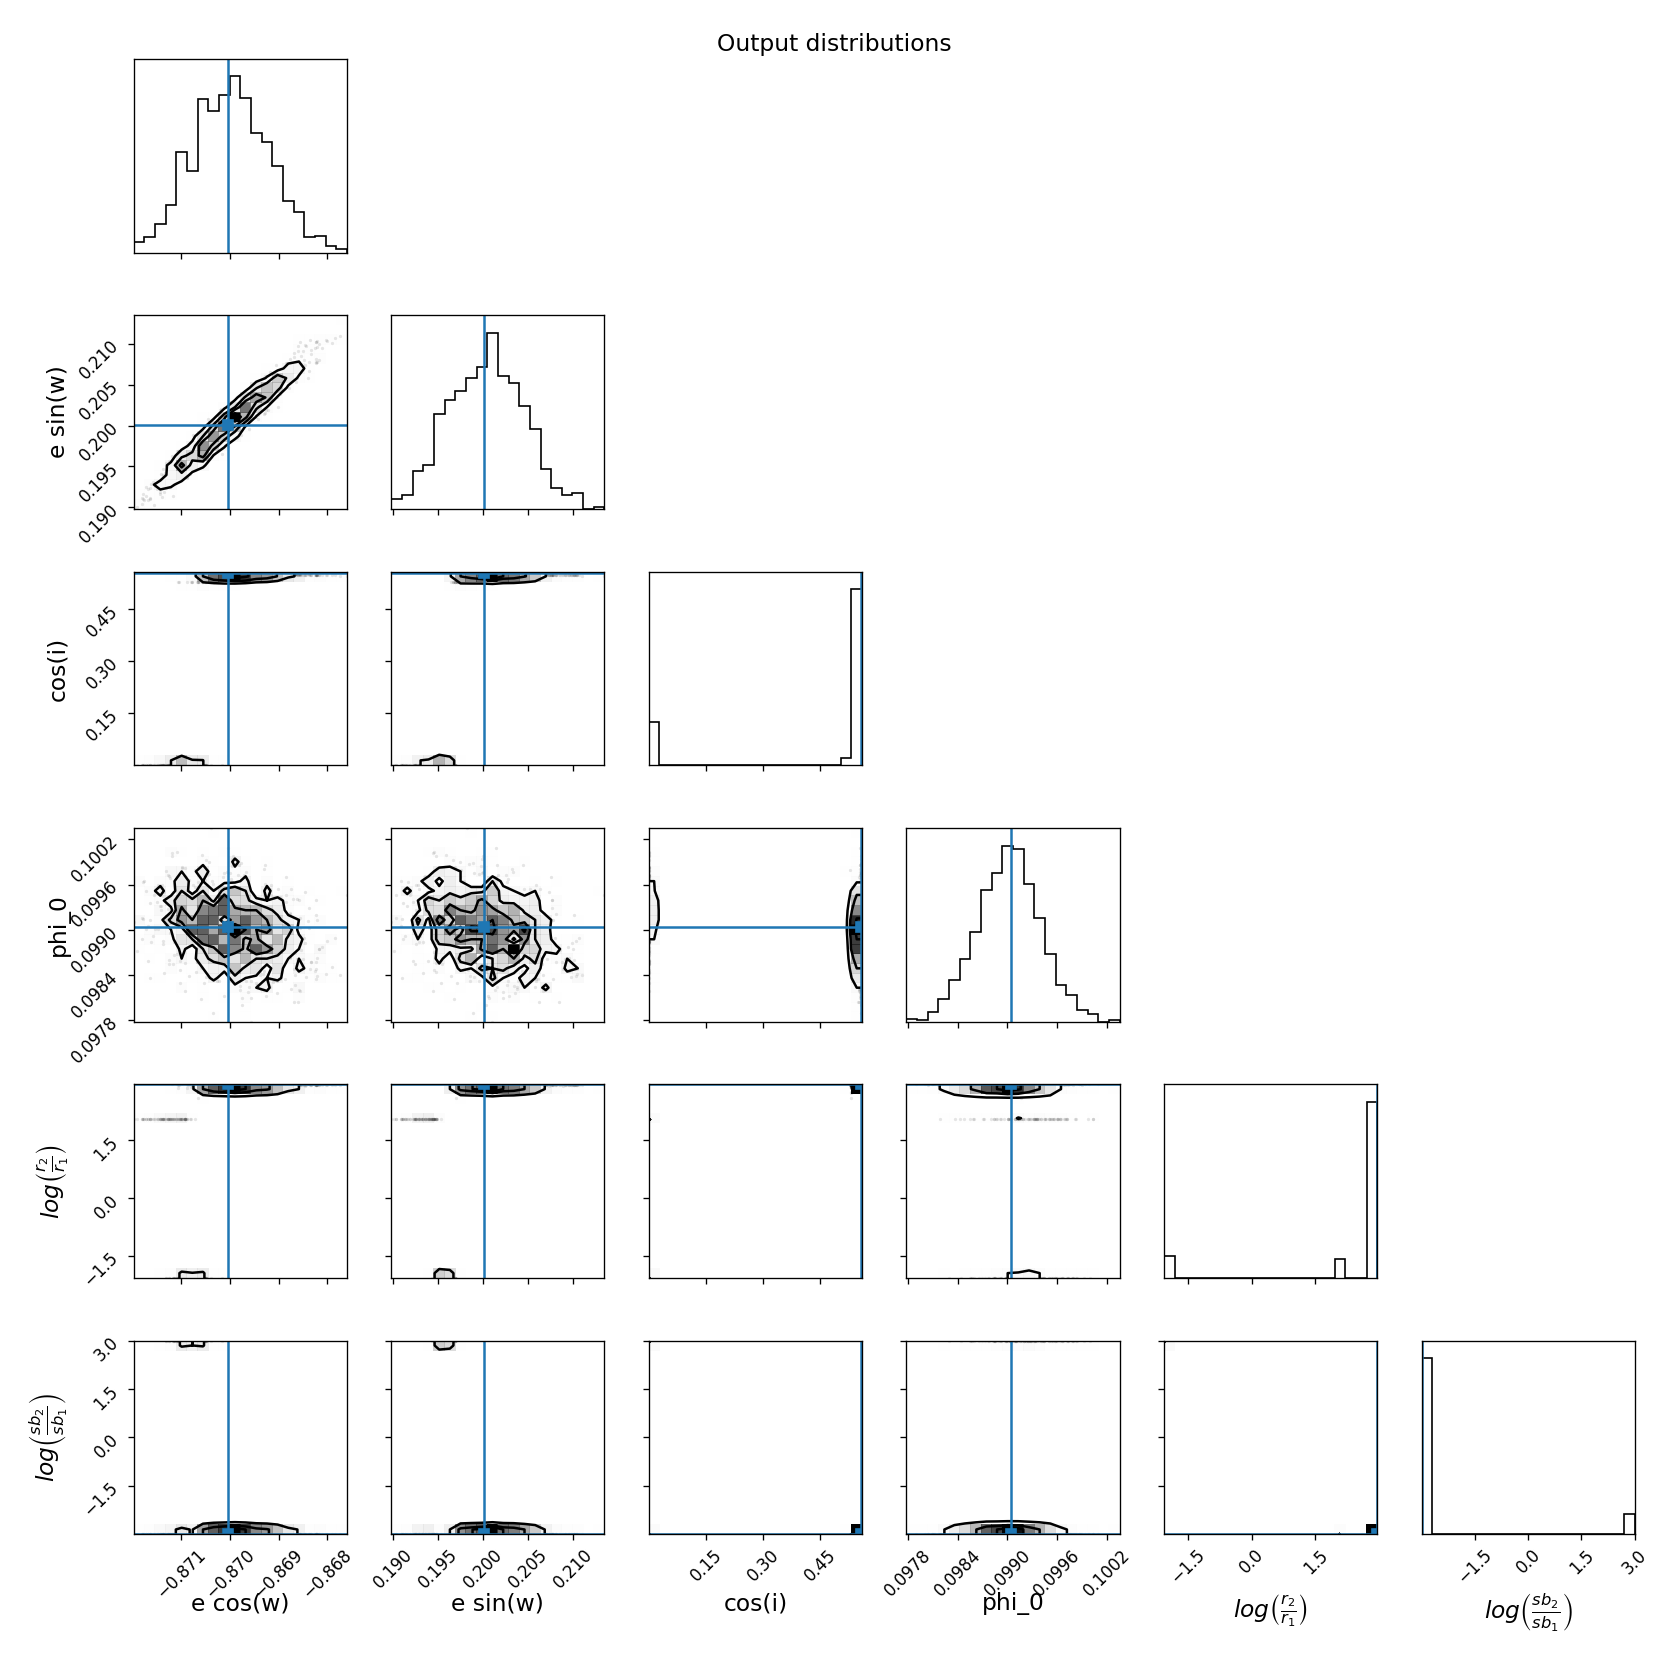 Output distributions
e sin(w)
0.210
0.205
0.200
0.195
0.190
cos(i)
0.45
0.30
0.15
phi_0
0.1002
0.0996
0.0990
0.0984
0.0978
log(r₂/r₁)
1.5
0.0
−1.5
log(sb₂/sb₁)
3.0
1.5
0.0
−1.5
−0.871 −0.870 −0.869 −0.868
0.190 0.195 0.200 0.205 0.210
0.15 0.30 0.45
0.0978 0.0984 0.0990 0.0996 0.1002
−1.5 0.0 1.5
−1.5 0.0 1.5 3.0
e cos(w)
e sin(w)
cos(i)
phi_0
log(r₂/r₁)
log(sb₂/sb₁)